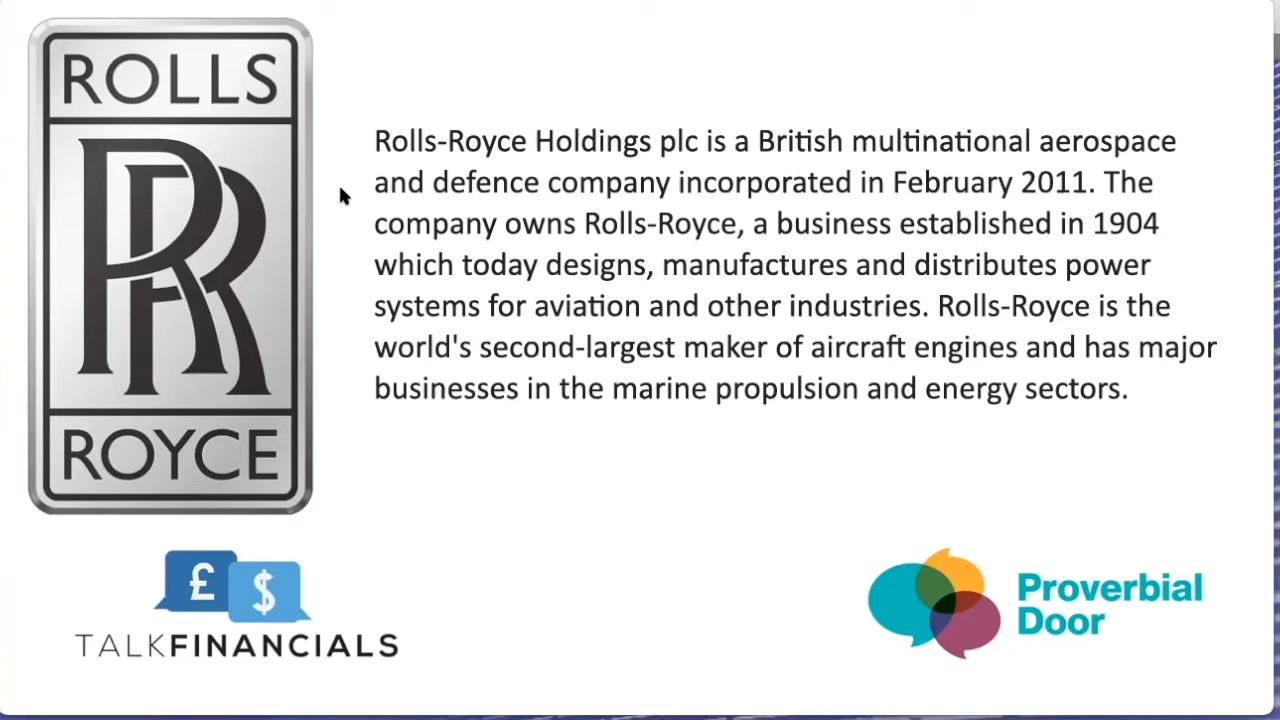 ROLLS
RR
ROYCE
Rolls-Royce Holdings plc is a British multinational aerospace
and defence company incorporated in February 2011. The
company owns Rolls-Royce, a business established in 1904
which today designs, manufactures and distributes power
systems for aviation and other industries. Rolls-Royce is the
world's second-largest maker of aircraft engines and has major
businesses in the marine propulsion and energy sectors.
£ $
TALKFINANCIALS
Proverbial
Door